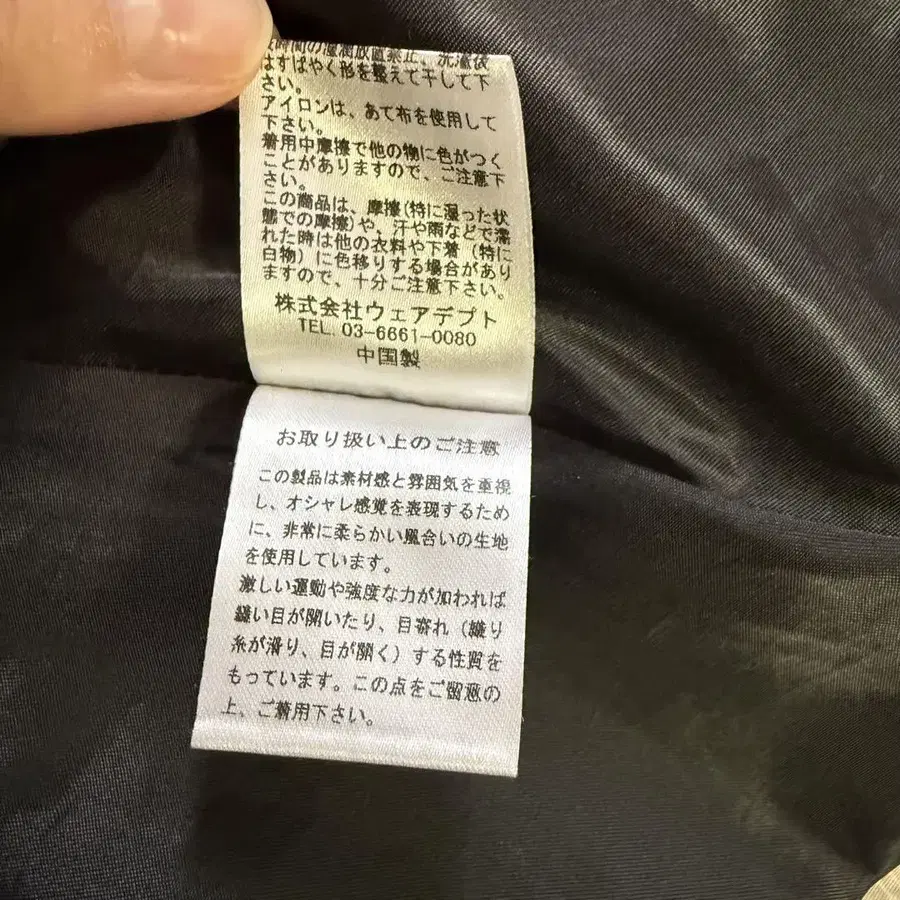 長時間の湿潤放置禁止、洗濯後
はすばやく形を整えて干して下
さい。
アイロンは、あて布を使用して
下さい。
着用中摩擦で他の物に色がつく
ことがありますので、ご注意下
さい。
この商品は、摩擦(特に湿った状
態での摩擦)や、汗や雨などで濡
れた時は他の衣料や下着(特に
白物)に色移りする場合があり
ますので、十分ご注意下さい。
株式会社ウェアデプト
TEL. 03-6661-0080
中国製
お取り扱い上のご注意
この製品は素材感と雰囲気を重視
し、オシャレ感覚を表現するため
に、非常に柔らかい風合いの生地
を使用しています。
激しい運動や強度な力が加われば
縫い目が開いたり、目寄れ(織り
糸が滑り、目が開く)する性質を
もっています。この点をご留意の
上、ご着用下さい。